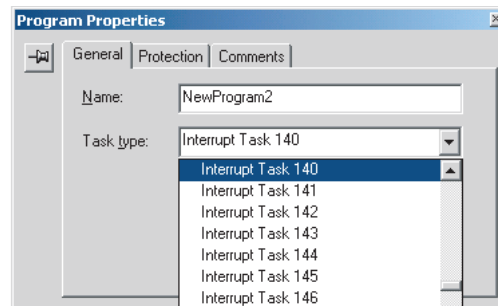 Program Properties
General Protection Comments
Name: NewProgram2
Task type: Interrupt Task 140
Interrupt Task 140
Interrupt Task 141
Interrupt Task 142
Interrupt Task 143
Interrupt Task 144
Interrupt Task 145
Interrupt Task 146